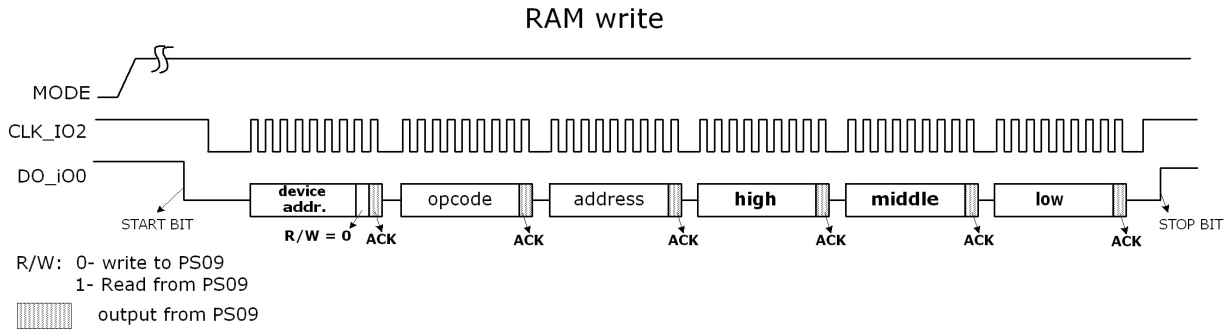 RAM write
MODE
CLK_IO2
DO_iO0
device
addr.
opcode
address
high
middle
low
START BIT
R/W = 0
ACK
ACK
ACK
ACK
ACK
ACK
STOP BIT
R/W: 0- write to PS09
1- Read from PS09
output from PS09